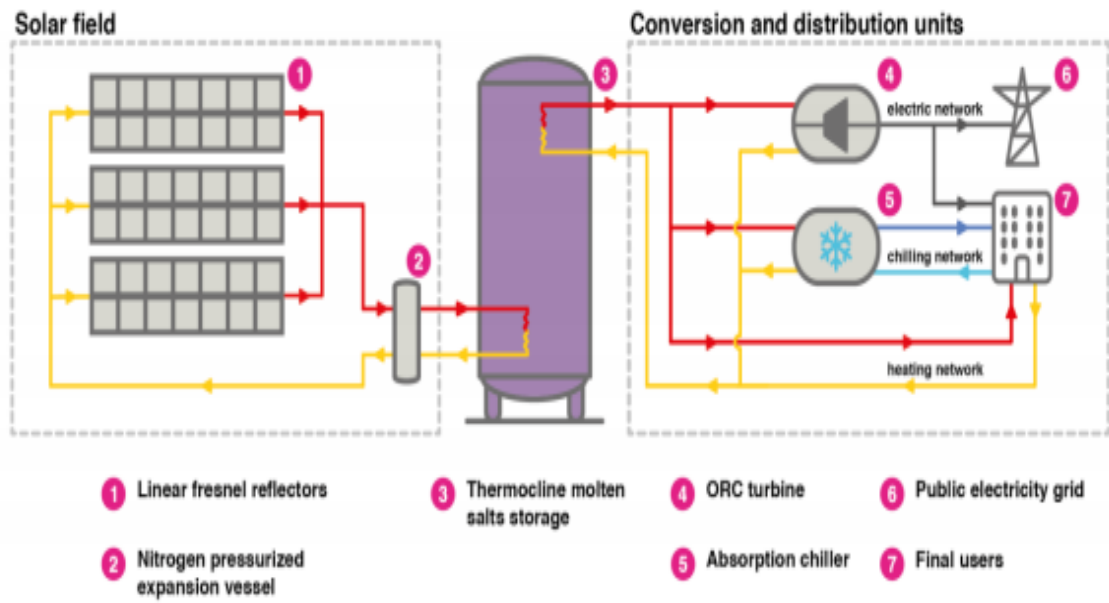 Solar field
Conversion and distribution units
1
3
4
6
electric network
2
5
7
chilling network
heating network
1 Linear fresnel reflectors
3 Thermocline molten
salts storage
4 ORC turbine
6 Public electricity grid
2 Nitrogen pressurized
expansion vessel
5 Absorption chiller
7 Final users